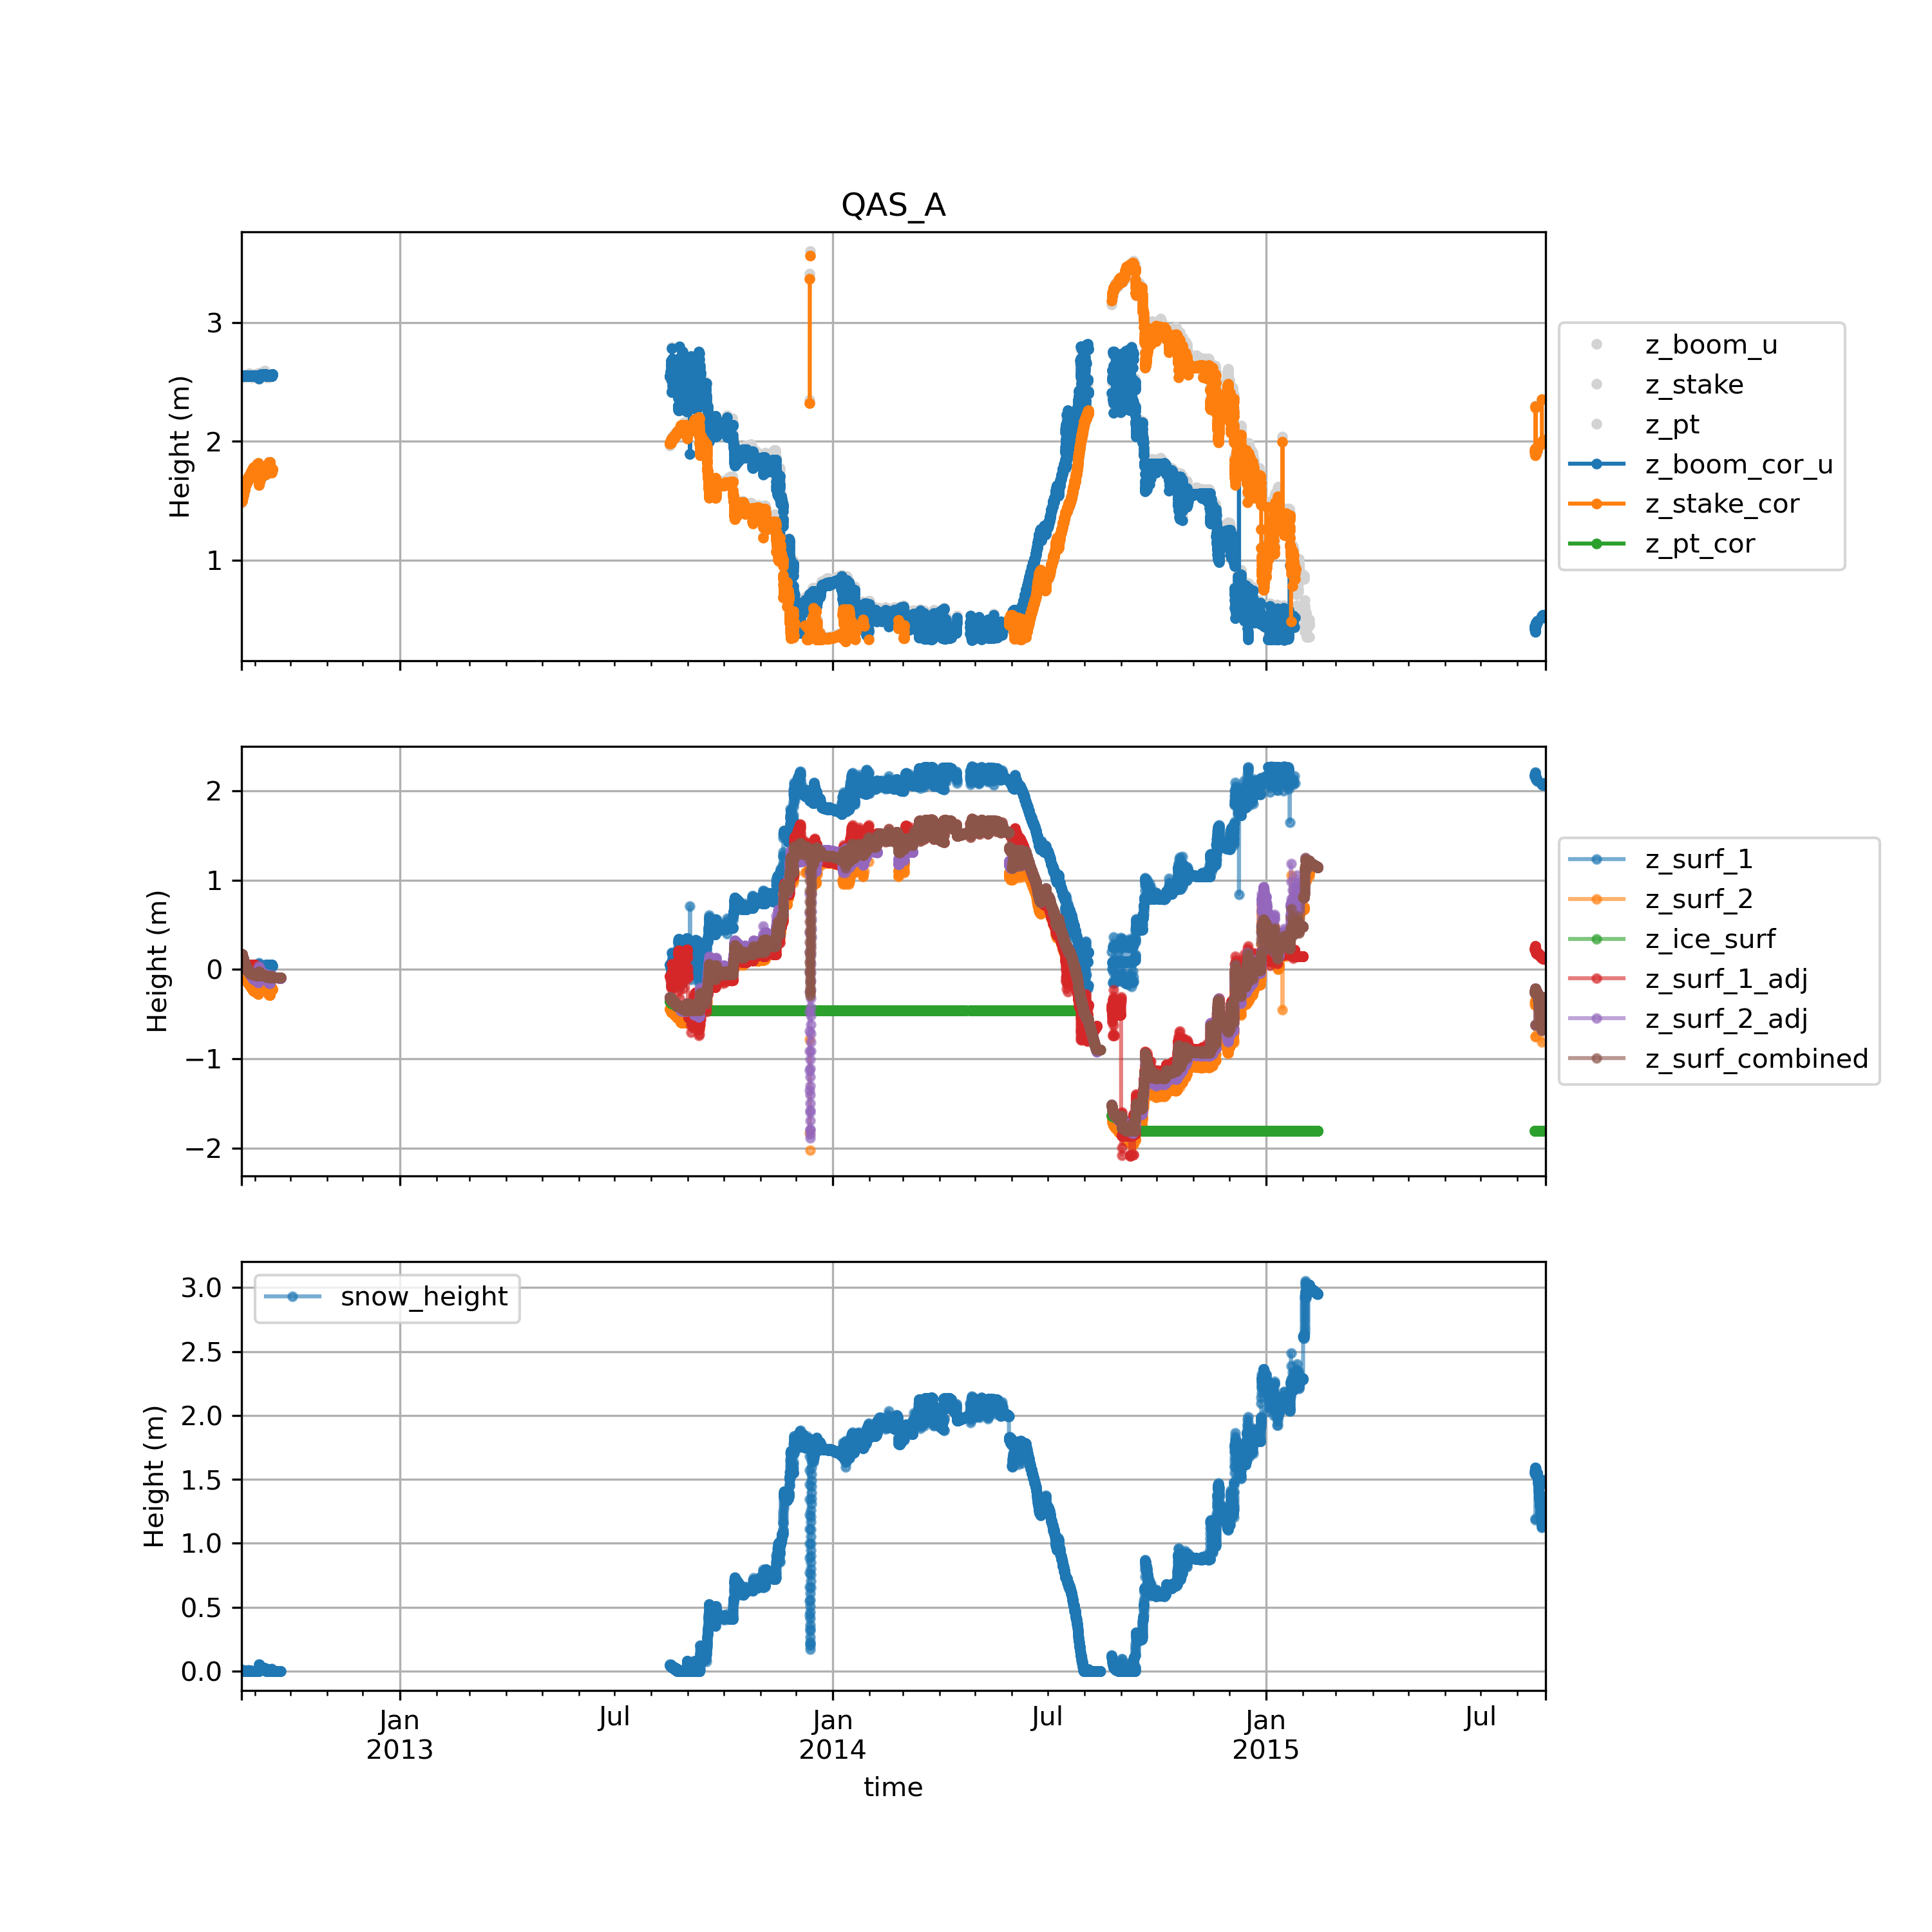 QAS_A
Height (m)
3
2
1
z_boom_u
z_stake
z_pt
z_boom_cor_u
z_stake_cor
z_pt_cor
Height (m)
2
1
0
−1
−2
z_surf_1
z_surf_2
z_ice_surf
z_surf_1_adj
z_surf_2_adj
z_surf_combined
Height (m)
3.0
2.5
2.0
1.5
1.0
0.5
0.0
snow_height
Jan Jul Jan Jul Jan Jul
2013 2014 2015
time